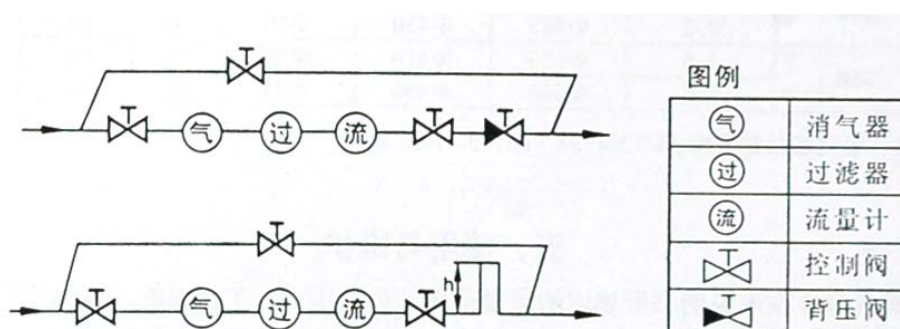 气 过 流
h
气 过 流
图例
气 消气器
过 过滤器
流 流量计
控制阀
背压阀